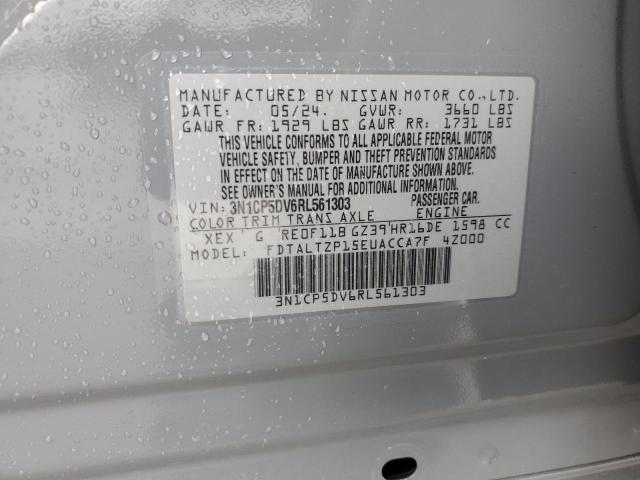 MANUFACTURED BY NISSAN MOTOR CO.,LTD.
DATE: 05/24. GVWR: 3660 LBS
GAWR FR: 1929 LBS GAWR RR: 1731 LBS
THIS VEHICLE CONFORMS TO ALL APPLICABLE FEDERAL MOTOR
VEHICLE SAFETY, BUMPER AND THEFT PREVENTION STANDARDS
IN EFFECT ON THE DATE OF MANUFACTURE SHOWN ABOVE.
SEE OWNER'S MANUAL FOR ADDITIONAL INFORMATION.
VIN: 3N1CP5DV6RL561303 PASSENGER CAR.
COLOR TRIM TRANS AXLE ENGINE
XEX G RE0F11B GZ39 HR16DE 1598 CC
MODEL: FDTALTZP15EUACCA7F 4Z000
3N1CP5DV6RL561303